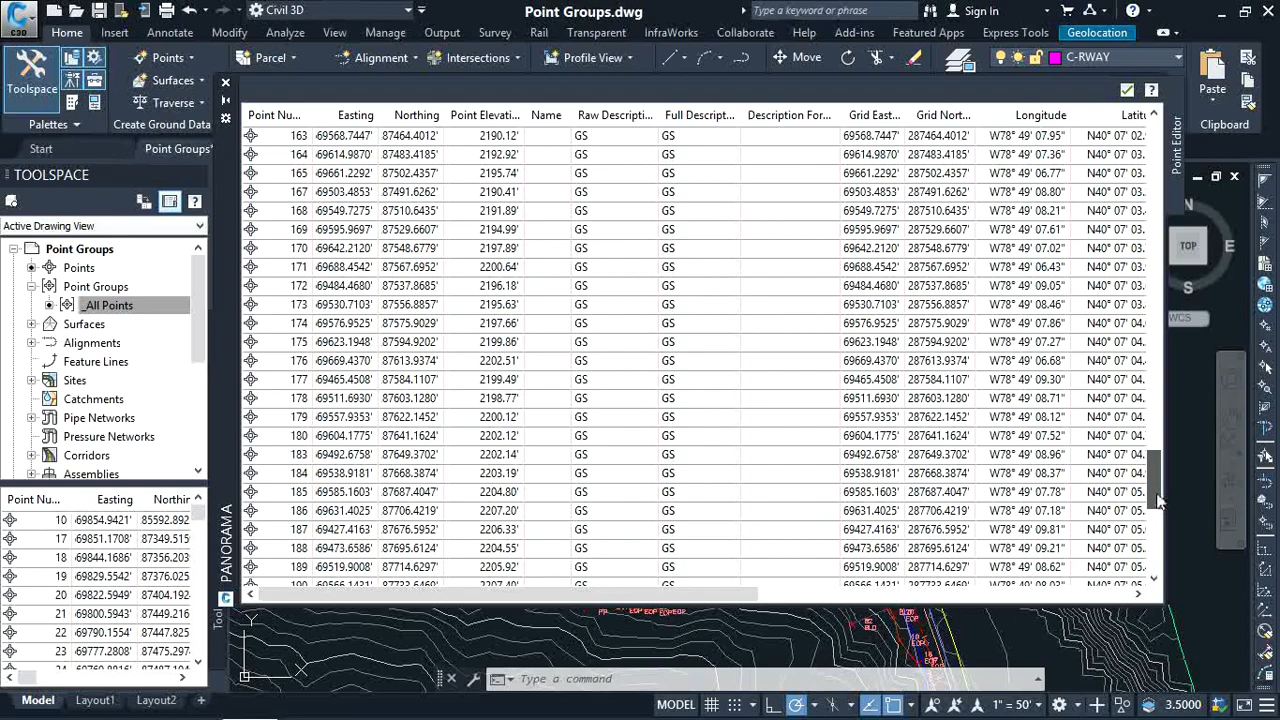 Civil 3D
Point Groups.dwg
Type a keyword or phrase
Sign In
C3D
Home Insert Annotate Modify Analyze View Manage Output Survey Rail Transparent InfraWorks Collaborate Help Add-ins Featured Apps Express Tools Geolocation
Toolspace
Palettes
Points
Surfaces
Traverse
Create Ground Data
Parcel
Alignment
Intersections
Profile View
Move
C-RWAY
Paste
Clipboard
Start
Point Groups*
TOOLSPACE
Active Drawing View
Point Groups
Points
Point Groups
_All Points
Surfaces
Alignments
Feature Lines
Sites
Catchments
Pipe Networks
Pressure Networks
Corridors
Assemblies
Point Nu... Easting Northin
10 69854.9421' 85592.892
17 69851.1708' 87349.515
18 69844.1686' 87356.203
19 69829.5542' 87404.192
20 69822.8649' 87404.192
21 69800.5943' 87449.216
22 69790.1554' 87447.825
23 69777.2809' 87487.150
Point Nu... Easting Northing Point Elevati... Name Raw Descripti... Full Descript... Description For... Grid East... Grid Nort... Longitude Latitu
163 69568.7447' 87464.4012' 2190.12' GS GS 69568.7447' 287464.4012' W78° 49' 07.95" N40° 07' 02.
164 69614.9870' 87483.4185' 2192.92' GS GS 69614.9870' 287483.4185' W78° 49' 07.36" N40° 07' 03.
165 69661.2292' 87502.4357' 2195.74' GS GS 69661.2292' 287502.4357' W78° 49' 06.77" N40° 07' 03.
167 69503.4853' 87491.6262' 2190.41' GS GS 69503.4853' 287491.6262' W78° 49' 08.80" N40° 07' 03.
168 69549.7275' 87510.6435' 2191.89' GS GS 69549.7275' 287510.6435' W78° 49' 08.21" N40° 07' 03.
169 69595.9697' 87529.6607' 2194.99' GS GS 69595.9697' 287529.6607' W78° 49' 07.61" N40° 07' 03.
170 69642.2120' 87548.6779' 2197.89' GS GS 69642.2120' 287548.6779' W78° 49' 07.02" N40° 07' 03.
171 69688.4542' 87567.6952' 2200.64' GS GS 69688.4542' 287567.6952' W78° 49' 06.43" N40° 07' 03.
172 69484.4680' 87537.8685' 2196.18' GS GS 69484.4680' 287537.8685' W78° 49' 09.05" N40° 07' 03.
173 69530.7103' 87556.8857' 2195.63' GS GS 69530.7103' 287556.8857' W78° 49' 08.46" N40° 07' 03.
174 69576.9525' 87575.9029' 2197.66' GS GS 69576.9525' 287575.9029' W78° 49' 07.86" N40° 07' 04.
175 69623.1948' 87594.9202' 2199.86' GS GS 69623.1948' 287594.9202' W78° 49' 07.27" N40° 07' 04.
176 69669.4370' 87613.9374' 2202.51' GS GS 69669.4370' 287613.9374' W78° 49' 06.68" N40° 07' 04.
177 69465.4508' 87584.1107' 2199.49' GS GS 69465.4508' 287584.1107' W78° 49' 09.30" N40° 07' 04.
178 69511.6930' 87603.1280' 2198.77' GS GS 69511.6930' 287603.1280' W78° 49' 08.71" N40° 07' 04.
179 69557.9353' 87622.1452' 2200.12' GS GS 69557.9353' 287622.1452' W78° 49' 08.12" N40° 07' 04.
180 69604.1775' 87641.1624' 2202.12' GS GS 69604.1775' 287641.1624' W78° 49' 07.52" N40° 07' 04.
183 69492.6758' 87649.3702' 2202.14' GS GS 69492.6758' 287649.3702' W78° 49' 08.96" N40° 07' 04.
184 69538.9181' 87668.3874' 2203.19' GS GS 69538.9181' 287668.3874' W78° 49' 08.37" N40° 07' 04.
185 69585.1603' 87687.4047' 2204.80' GS GS 69585.1603' 287687.4047' W78° 49' 07.78" N40° 07' 05.
186 69631.4025' 87706.4219' 2207.20' GS GS 69631.4025' 287706.4219' W78° 49' 07.18" N40° 07' 05.
187 69427.4163' 87676.5952' 2206.33' GS GS 69427.4163' 287676.5952' W78° 49' 09.81" N40° 07' 05.
188 69473.6586' 87695.6124' 2204.55' GS GS 69473.6586' 287695.6124' W78° 49' 09.21" N40° 07' 05.
189 69519.9008' 87714.6297' 2205.92' GS GS 69519.9008' 287714.6297' W78° 49' 08.62" N40° 07' 05.
PANORAMA
Point Editor
N
TOP
E
S
WCS
Type a command
Model Layout1 Layout2
MODEL
1" = 50'
3.5000